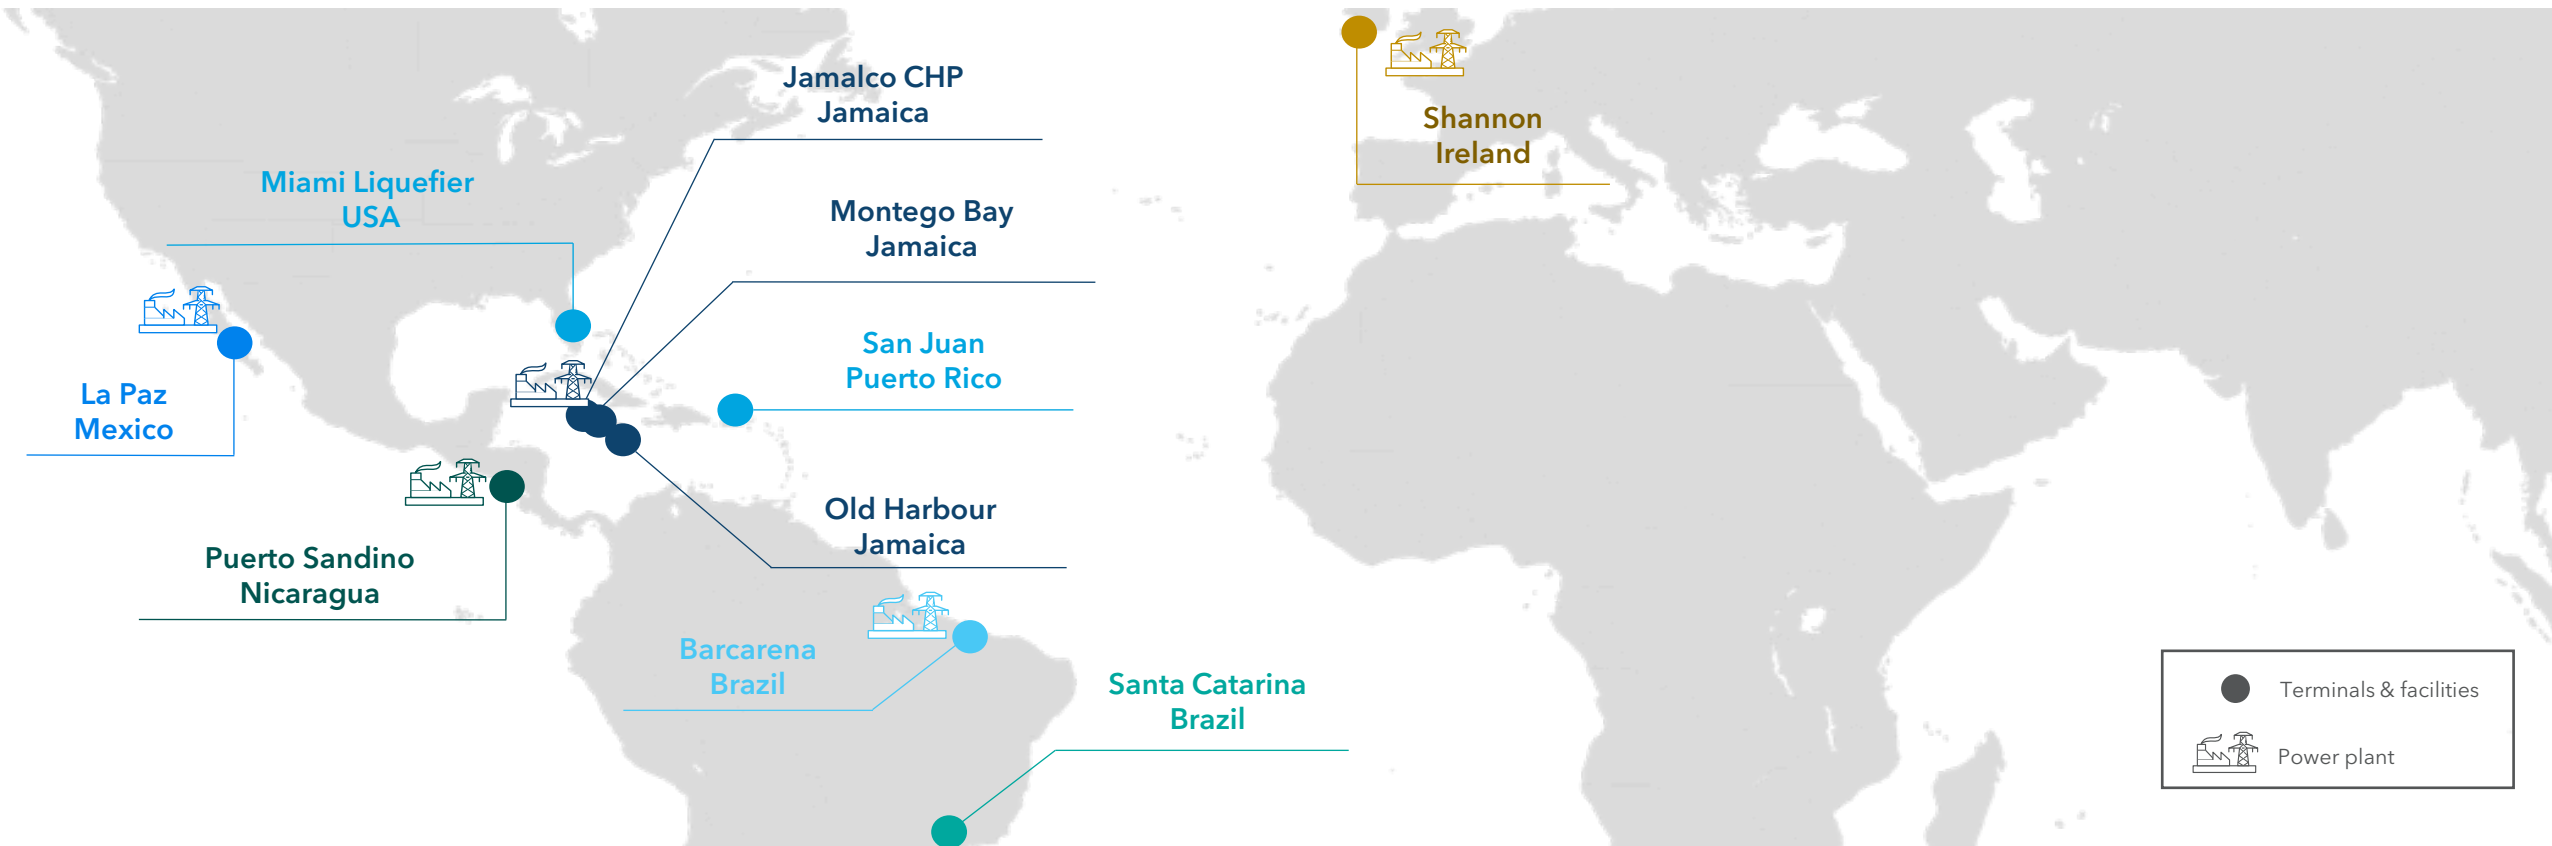 Jamalco CHP
Jamaica
Shannon
Ireland
Miami Liquefier
USA
Montego Bay
Jamaica
San Juan
Puerto Rico
La Paz
Mexico
Old Harbour
Jamaica
Puerto Sandino
Nicaragua
Barcarena
Brazil
Santa Catarina
Brazil
Terminals & facilities
Power plant